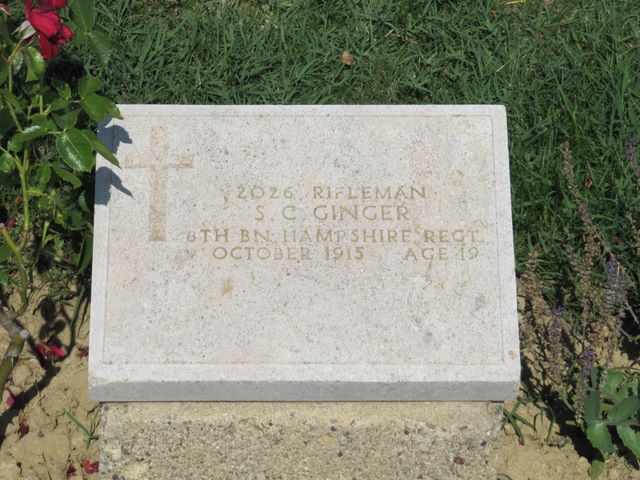 2026 RIFLEMAN
S. C. GINGER
8TH BN. HAMPSHIRE REGT.
OCTOBER 1915 AGE 19